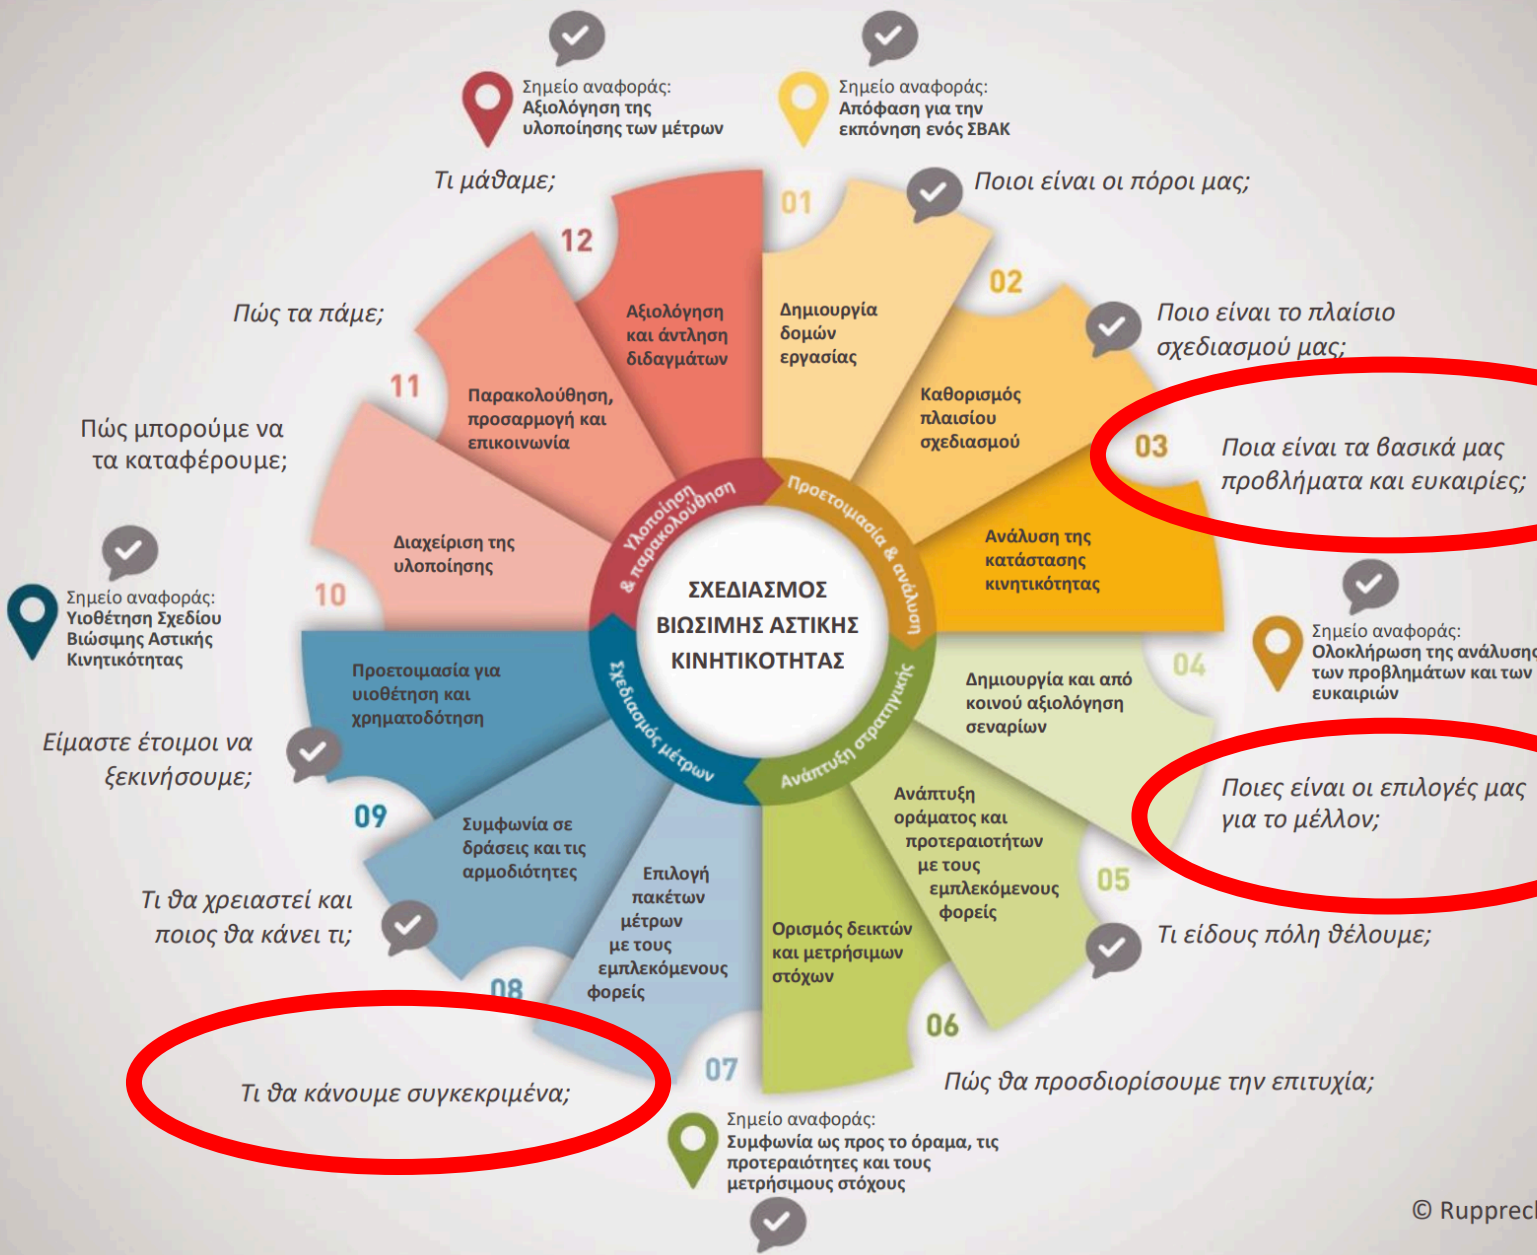 Σημείο αναφοράς:
Αξιολόγηση της
υλοποίησης των μέτρων
Σημείο αναφοράς:
Απόφαση για την
εκπόνηση ενός ΣΒΑΚ
Τι μάθαμε;
Ποιοι είναι οι πόροι μας;
01
12
02
Πώς τα πάμε;
Αξιολόγηση
και άντληση
διδαγμάτων
Δημιουργία
δομών
εργασίας
Ποιο είναι το πλαίσιο
σχεδιασμού μας;
11
Παρακολούθηση,
προσαρμογή και
επικοινωνία
Καθορισμός
πλαισίου
σχεδιασμού
03
Ποια είναι τα βασικά μας
προβλήματα και ευκαιρίες;
Πώς μπορούμε να
τα καταφέρουμε;
Υλοποίηση
& παρακολούθηση
Προετοιμασία & ανάλυση
Διαχείριση της
υλοποίησης
Ανάλυση της
κατάστασης
κινητικότητας
10
Σημείο αναφοράς:
Υιοθέτηση Σχεδίου
Βιώσιμης Αστικής
Κινητικότητας
ΣΧΕΔΙΑΣΜΟΣ
ΒΙΩΣΙΜΗΣ ΑΣΤΙΚΗΣ
ΚΙΝΗΤΙΚΟΤΗΤΑΣ
Σημείο αναφοράς:
Ολοκλήρωση της ανάλυσης
των προβλημάτων και των
ευκαιριών
04
Προετοιμασία για
υιοθέτηση και
χρηματοδότηση
Σχεδιασμός μέτρων
Ανάπτυξη στρατηγικής
Δημιουργία και από
κοινού αξιολόγηση
σεναρίων
Είμαστε έτοιμοι να
ξεκινήσουμε;
Ποιες είναι οι επιλογές μας
για το μέλλον;
09
Συμφωνία σε
δράσεις και τις
αρμοδιότητες
Ανάπτυξη
οράματος και
προτεραιοτήτων
με τους
εμπλεκόμενους
φορείς
05
Τι θα χρειαστεί και
ποιος θα κάνει τι;
Επιλογή
πακέτων
μέτρων
με τους
εμπλεκόμενους
φορείς
Ορισμός δεικτών
και μετρήσιμων
στόχων
Τι είδους πόλη θέλουμε;
08
06
07
Τι θα κάνουμε συγκεκριμένα;
Πώς θα προσδιορίσουμε την επιτυχία;
Σημείο αναφοράς:
Συμφωνία ως προς το όραμα, τις
προτεραιότητες και τους
μετρήσιμους στόχους
© Rupprec